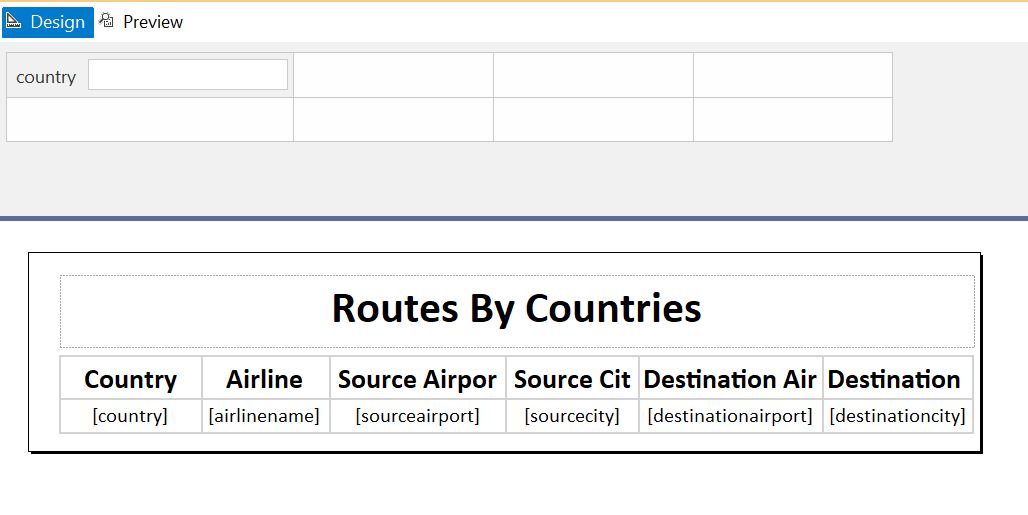 Design Preview
country
Routes By Countries
Country Airline Source Airpor Source Cit Destination Air Destination
[country] [airlinename] [sourceairport] [sourcecity] [destinationairport] [destinationcity]